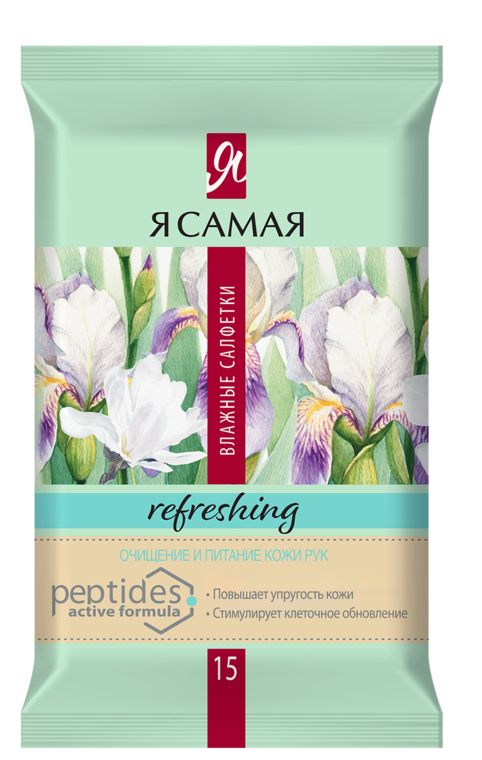 Я
Я САМАЯ
ВЛАЖНЫЕ САЛФЕТКИ
refreshing
ОЧИЩЕНИЕ И ПИТАНИЕ КОЖИ РУК
peptides
active formula
• Повышает упругость кожи
• Стимулирует клеточное обновление
15